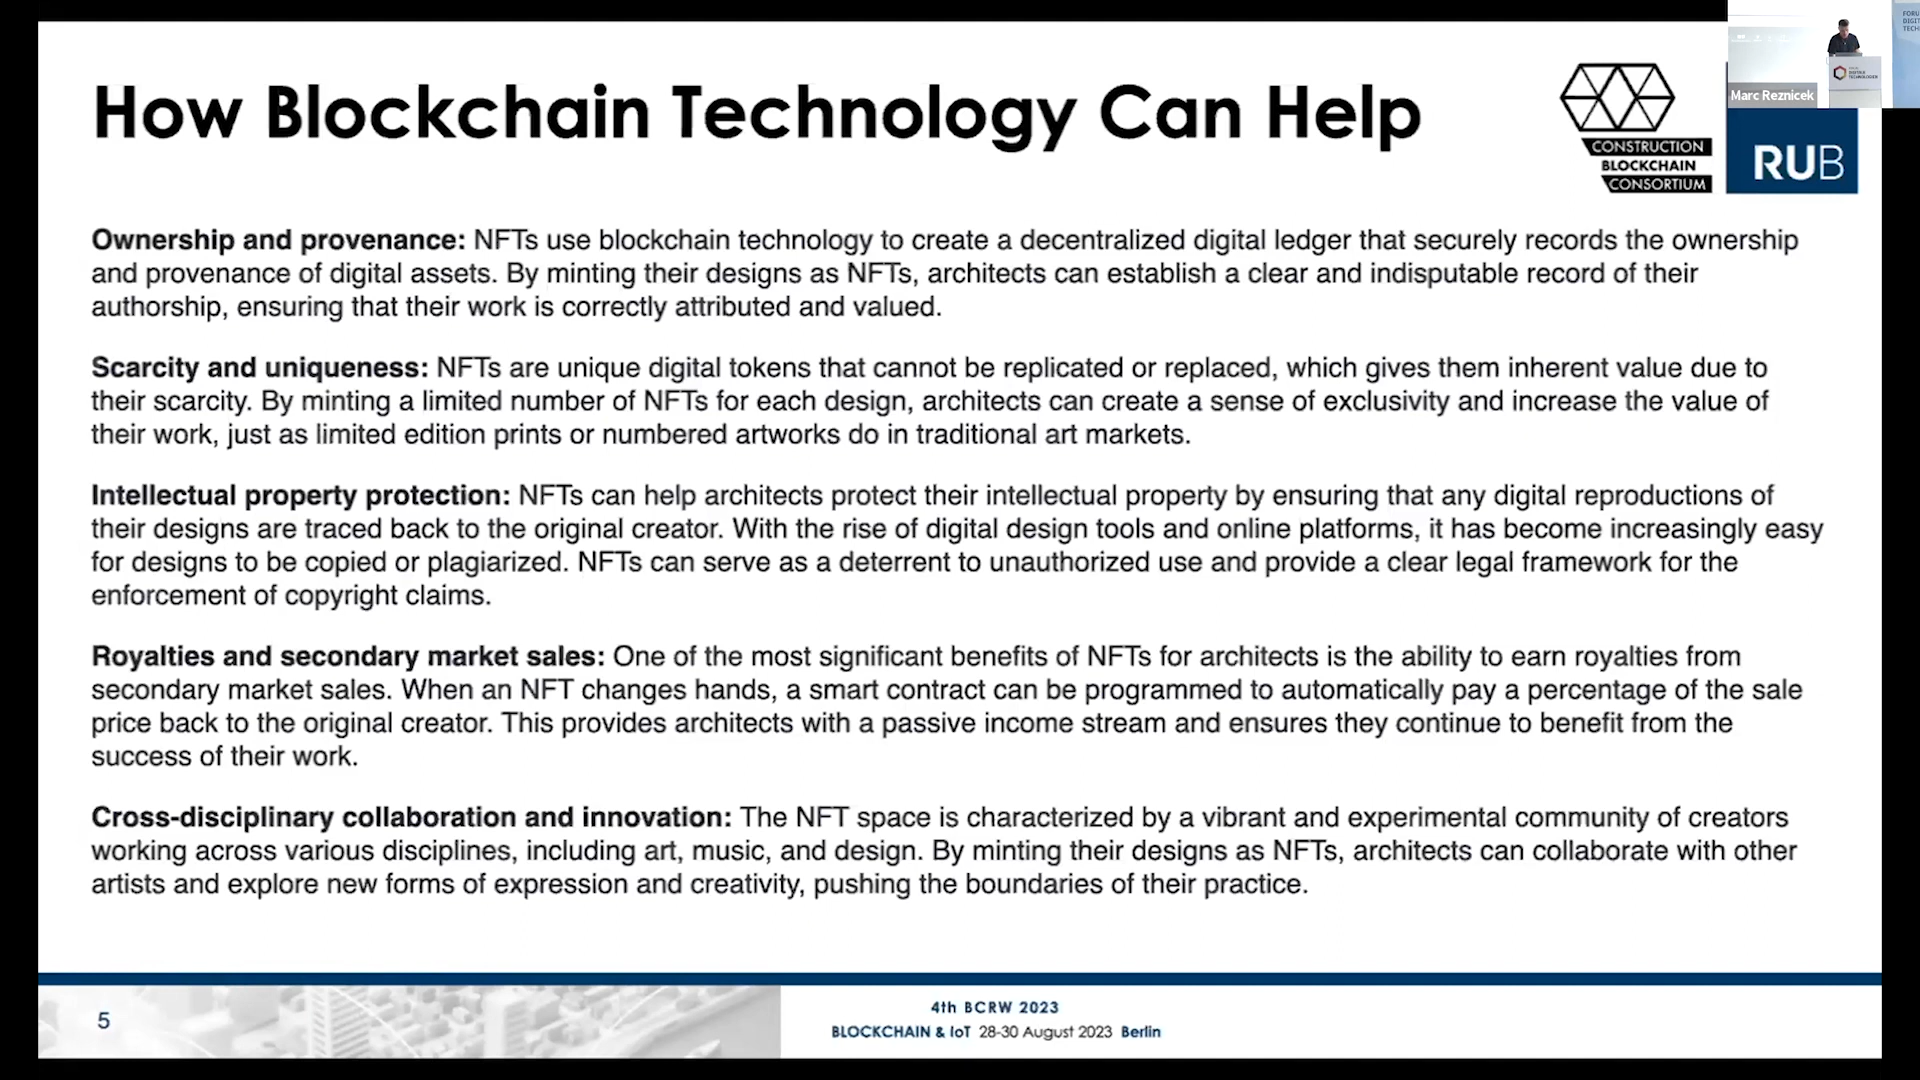 How Blockchain Technology Can Help
CONSTRUCTION
BLOCKCHAIN
CONSORTIUM
RUB
Marc Reznicek
FORU
DIGIT
TECH
Ownership and provenance: NFTs use blockchain technology to create a decentralized digital ledger that securely records the ownership
and provenance of digital assets. By minting their designs as NFTs, architects can establish a clear and indisputable record of their
authorship, ensuring that their work is correctly attributed and valued.
Scarcity and uniqueness: NFTs are unique digital tokens that cannot be replicated or replaced, which gives them inherent value due to
their scarcity. By minting a limited number of NFTs for each design, architects can create a sense of exclusivity and increase the value of
their work, just as limited edition prints or numbered artworks do in traditional art markets.
Intellectual property protection: NFTs can help architects protect their intellectual property by ensuring that any digital reproductions of
their designs are traced back to the original creator. With the rise of digital design tools and online platforms, it has become increasingly easy
for designs to be copied or plagiarized. NFTs can serve as a deterrent to unauthorized use and provide a clear legal framework for the
enforcement of copyright claims.
Royalties and secondary market sales: One of the most significant benefits of NFTs for architects is the ability to earn royalties from
secondary market sales. When an NFT changes hands, a smart contract can be programmed to automatically pay a percentage of the sale
price back to the original creator. This provides architects with a passive income stream and ensures they continue to benefit from the
success of their work.
Cross-disciplinary collaboration and innovation: The NFT space is characterized by a vibrant and experimental community of creators
working across various disciplines, including art, music, and design. By minting their designs as NFTs, architects can collaborate with other
artists and explore new forms of expression and creativity, pushing the boundaries of their practice.
5
4th BCRW 2023
BLOCKCHAIN & IoT 28-30 August 2023 Berlin